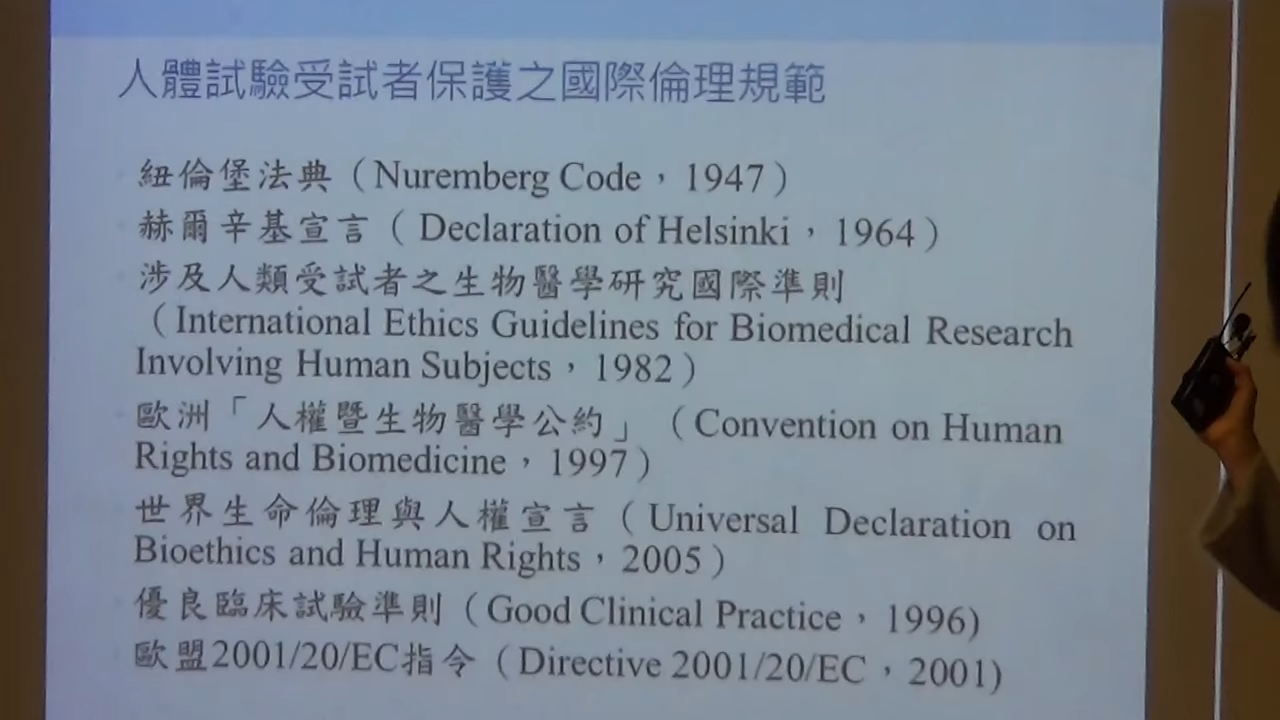 人體試驗受試者保護之國際倫理規範
紐倫堡法典（Nuremberg Code，1947）
赫爾辛基宣言（ Declaration of Helsinki，1964）
涉及人類受試者之生物醫學研究國際準則
（International Ethics Guidelines for Biomedical Research
Involving Human Subjects，1982）
歐洲「人權暨生物醫學公約」（Convention on Human
Rights and Biomedicine，1997）
世界生命倫理與人權宣言（Universal Declaration on
Bioethics and Human Rights，2005）
優良臨床試驗準則（Good Clinical Practice，1996)
歐盟2001/20/EC指令（Directive 2001/20/EC，2001)